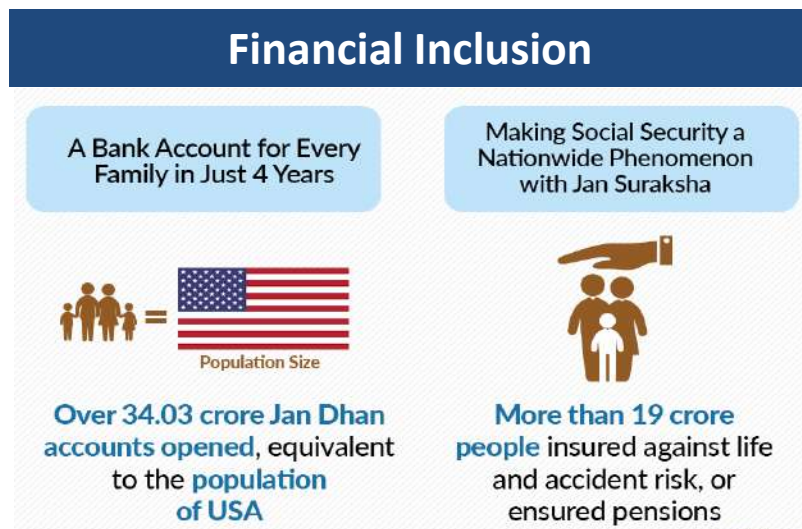 Financial Inclusion
A Bank Account for Every
Family in Just 4 Years
=
Population Size
Over 34.03 crore Jan Dhan
accounts opened, equivalent
to the population
of USA
Making Social Security a
Nationwide Phenomenon
with Jan Suraksha
More than 19 crore
people insured against life
and accident risk, or
ensured pensions